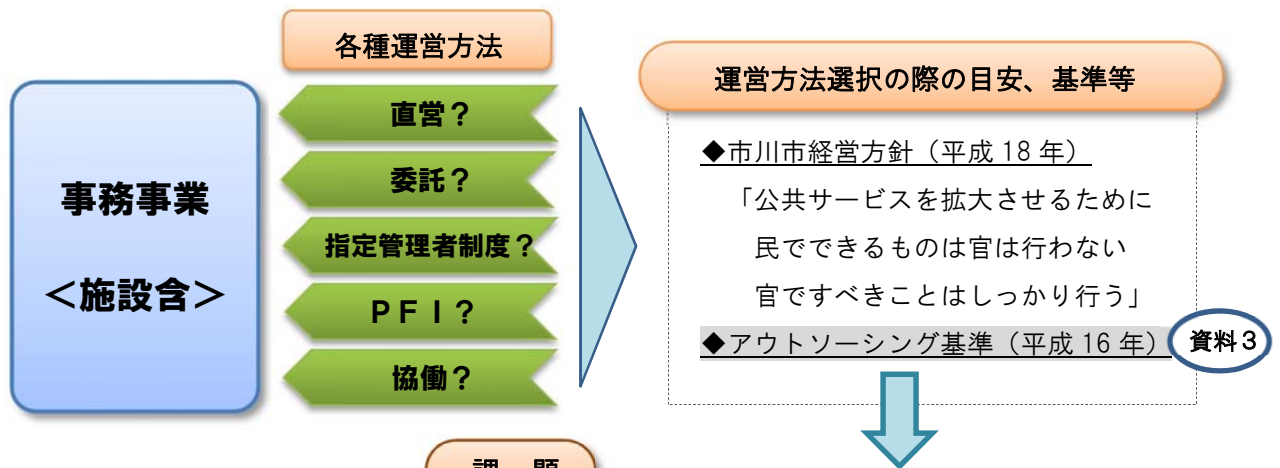 各種運営方法
事務事業
＜施設含＞
直営？
委託？
指定管理者制度？
ＰＦＩ？
協働？
運営方法選択の際の目安、基準等
◆市川市経営方針（平成 18 年）
「公共サービスを拡大させるために
民でできるものは官は行わない
官ですべきことはしっかり行う」
◆アウトソーシング基準（平成 16 年）
資料３
課　題